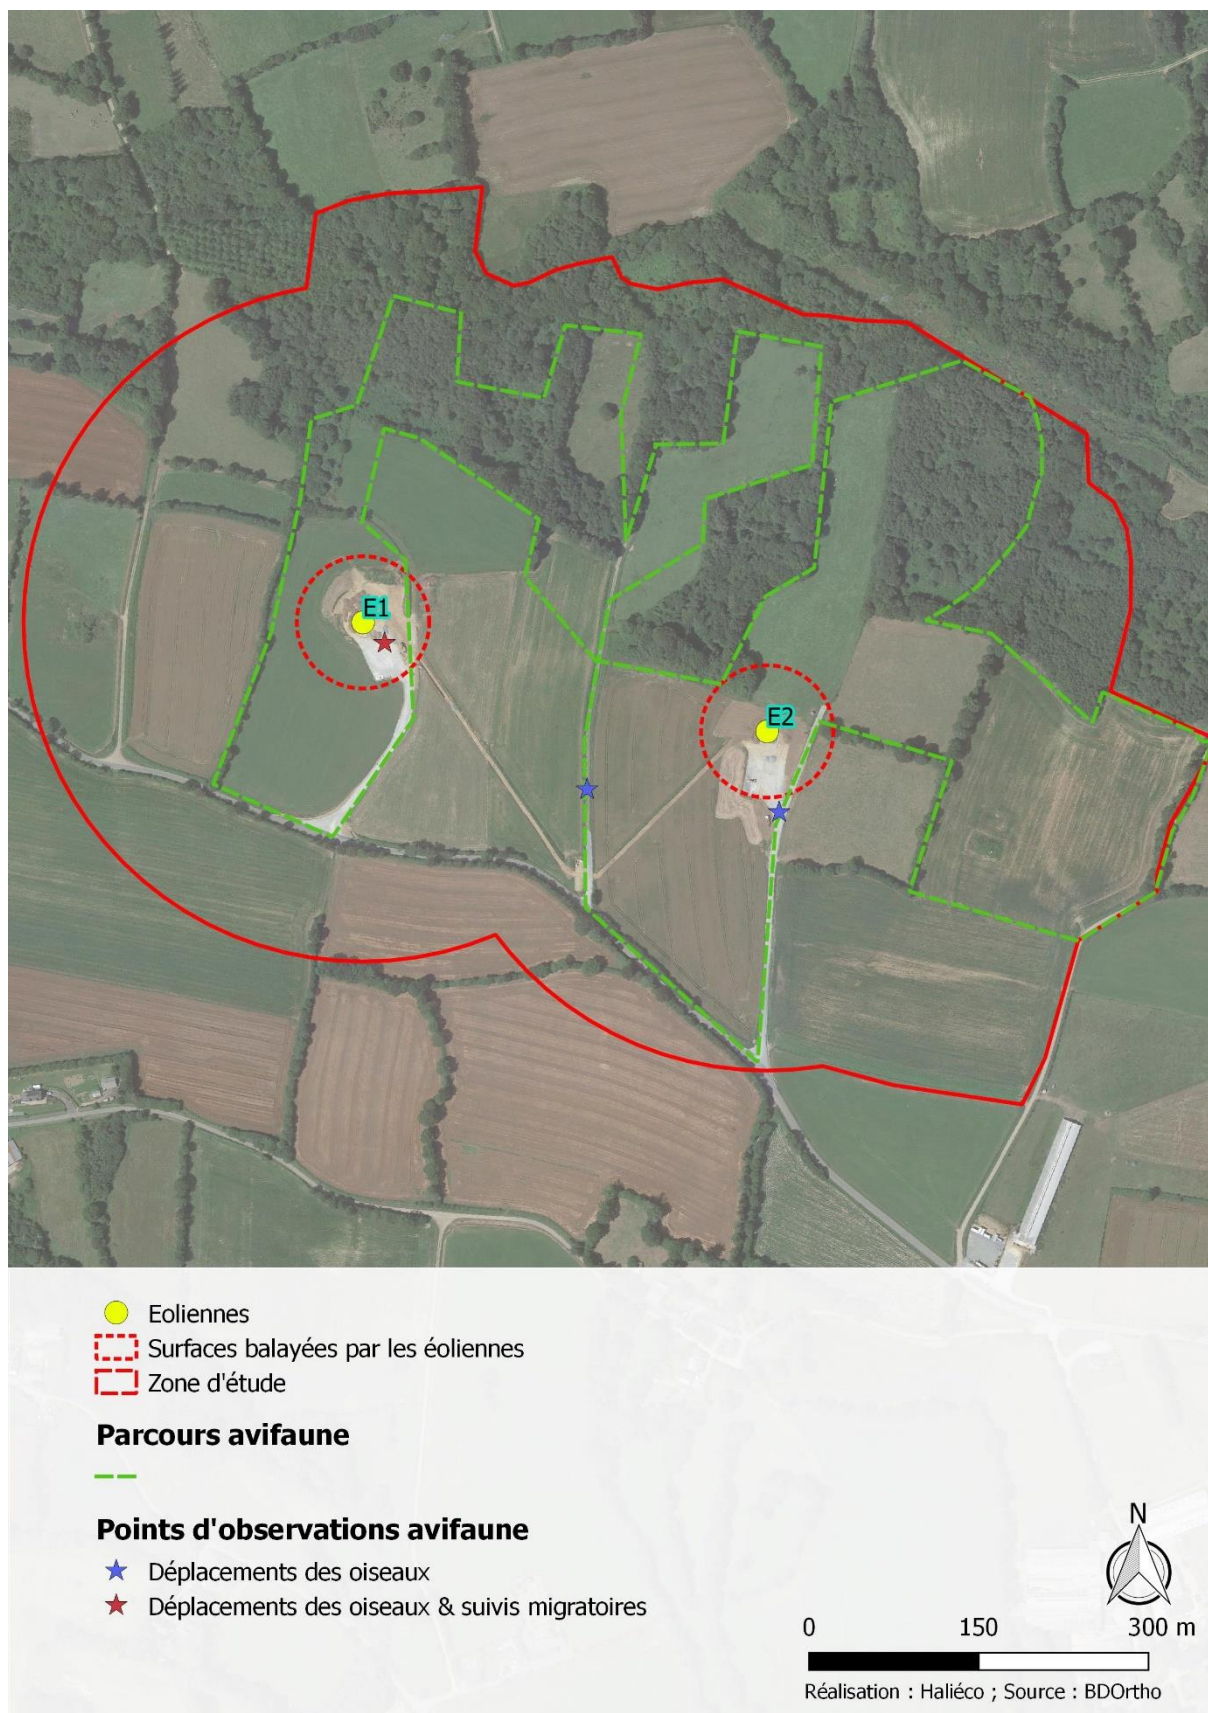 E1
E2
Eoliennes
Surfaces balayées par les éoliennes
Zone d'étude
Parcours avifaune
Points d'observations avifaune
Déplacements des oiseaux
Déplacements des oiseaux & suivis migratoires
N
0 150 300 m
Réalisation : Haliéco ; Source : BDOrtho